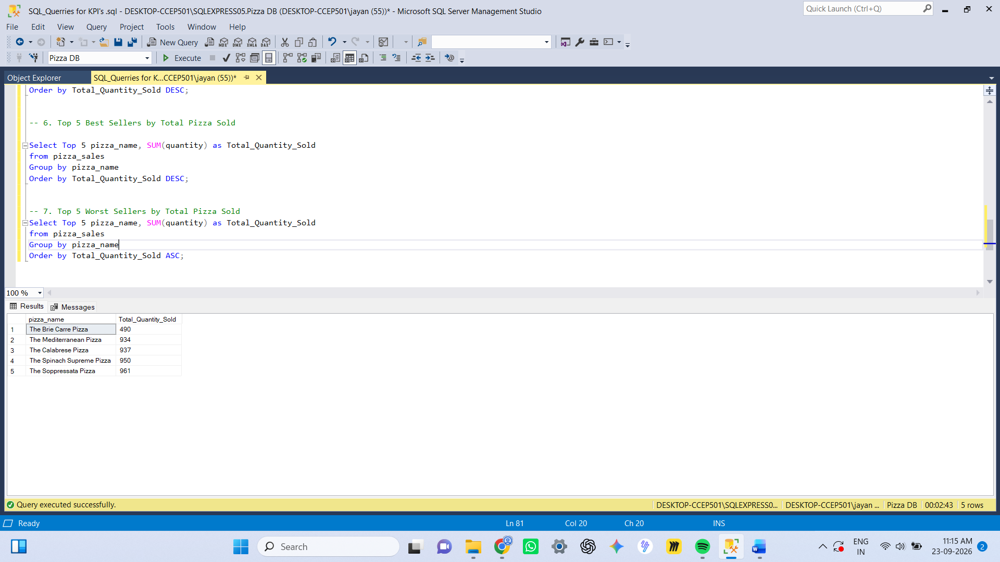 SQL_Querries for KPI's .sql - DESKTOP-CCEP501\SQLEXPRESS05.Pizza DB (DESKTOP-CCEP501\jayan (55))* - Microsoft SQL Server Management Studio
Quick Launch (Ctrl+Q)
File Edit View Query Project Tools Window Help
New Query MDX DMX XMLA DAX
Pizza DB Execute
Object Explorer
SQL_Querries for K...CCEP501\jayan (55))*
Order by Total_Quantity_Sold DESC;
-- 6. Top 5 Best Sellers by Total Pizza Sold
Select Top 5 pizza_name, SUM(quantity) as Total_Quantity_Sold
from pizza_sales
Group by pizza_name
Order by Total_Quantity_Sold DESC;
-- 7. Top 5 Worst Sellers by Total Pizza Sold
Select Top 5 pizza_name, SUM(quantity) as Total_Quantity_Sold
from pizza_sales
Group by pizza_name
Order by Total_Quantity_Sold ASC;
100 %
Results Messages
pizza_name Total_Quantity_Sold
1 The Brie Carre Pizza 490
2 The Mediterranean Pizza 934
3 The Calabrese Pizza 937
4 The Spinach Supreme Pizza 950
5 The Soppressata Pizza 961
Query executed successfully. DESKTOP-CCEP501\SQLEXPRESS0... DESKTOP-CCEP501\jayan ... Pizza DB 00:02:43 5 rows
Ready Ln 81 Col 20 Ch 20 INS
Search
ENG
IN
11:15 AM
23-09-2026
2